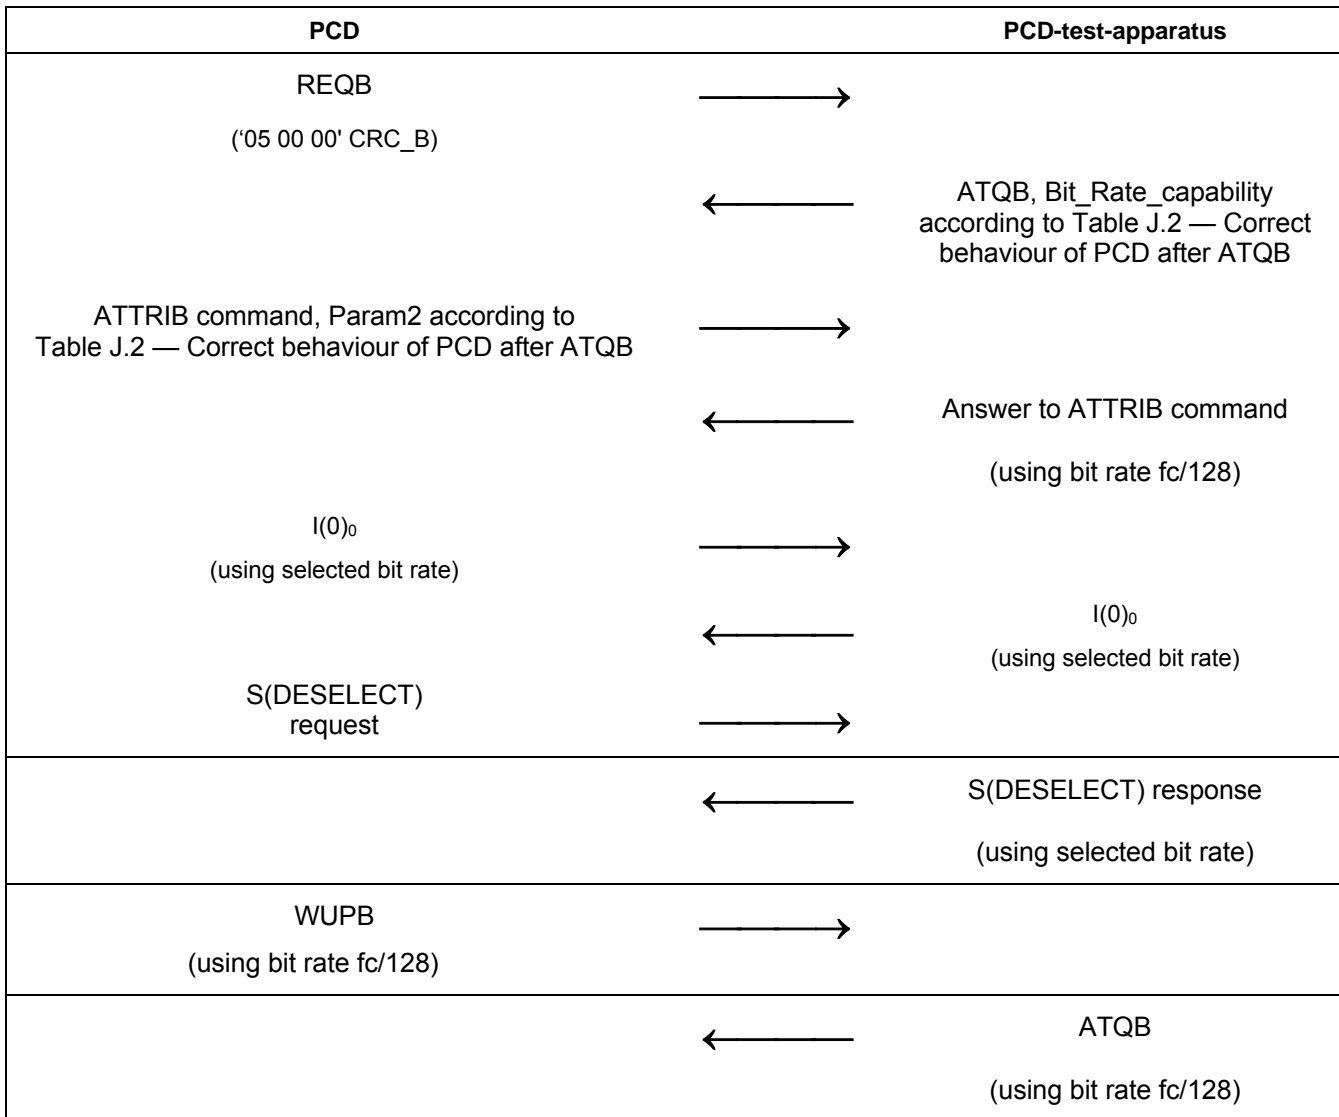 PCD
PCD-test-apparatus
REQB
(‘05 00 00' CRC_B)
ATQB, Bit_Rate_capability
according to Table J.2 — Correct
behaviour of PCD after ATQB
ATTRIB command, Param2 according to
Table J.2 — Correct behaviour of PCD after ATQB
Answer to ATTRIB command
(using bit rate fc/128)
I(0)₀
(using selected bit rate)
I(0)₀
(using selected bit rate)
S(DESELECT)
request
S(DESELECT) response
(using selected bit rate)
WUPB
(using bit rate fc/128)
ATQB
(using bit rate fc/128)